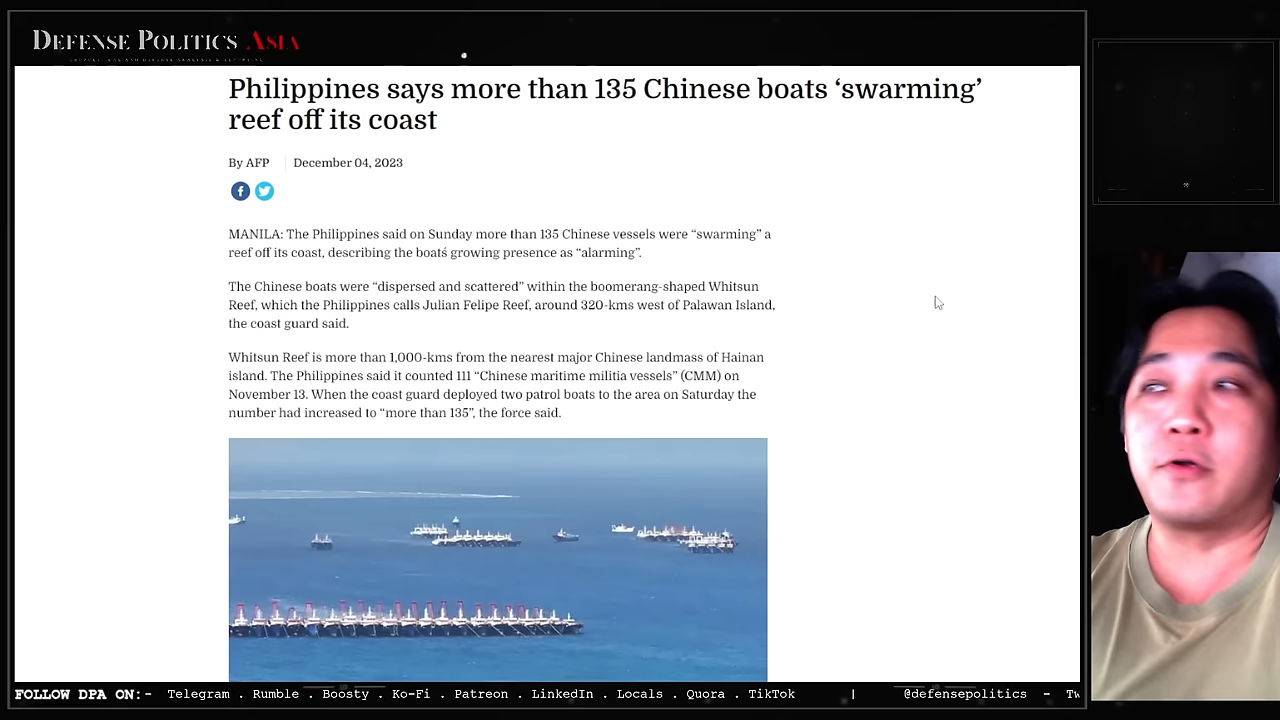 DEFENSE POLITICS ASIA
Philippines says more than 135 Chinese boats ‘swarming’
reef off its coast
By AFP
December 04, 2023
MANILA: The Philippines said on Sunday more than 135 Chinese vessels were “swarming” a
reef off its coast, describing the boatś growing presence as “alarming”.
The Chinese boats were “dispersed and scattered” within the boomerang-shaped Whitsun
Reef, which the Philippines calls Julian Felipe Reef, around 320-kms west of Palawan Island,
the coast guard said.
Whitsun Reef is more than 1,000-kms from the nearest major Chinese landmass of Hainan
island. The Philippines said it counted 111 “Chinese maritime militia vessels” (CMM) on
November 13. When the coast guard deployed two patrol boats to the area on Saturday the
number had increased to “more than 135”, the force said.
FOLLOW DPA ON:- Telegram . Rumble . Boosty . Ko-Fi . Patreon . LinkedIn . Locals . Quora . TikTok | @defensepolitics - Tw